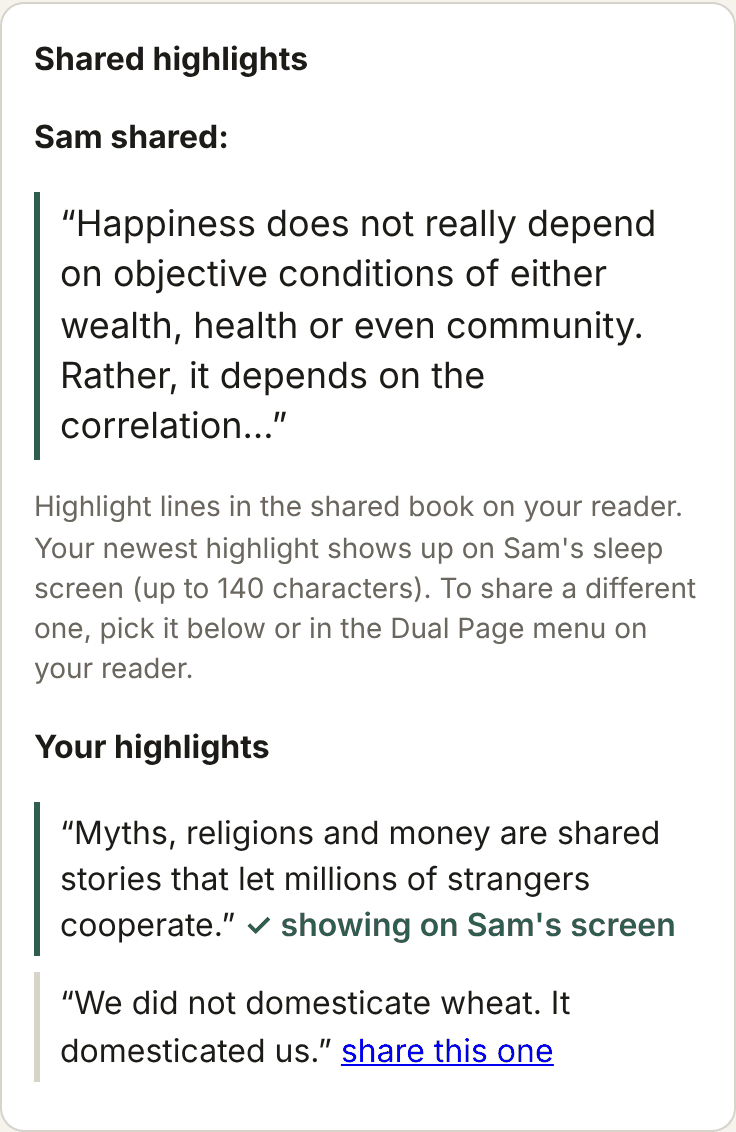 Shared highlights
Sam shared:
“Happiness does not really depend
on objective conditions of either
wealth, health or even community.
Rather, it depends on the
correlation…”
Highlight lines in the shared book on your reader.
Your newest highlight shows up on Sam's sleep
screen (up to 140 characters). To share a different
one, pick it below or in the Dual Page menu on
your reader.
Your highlights
“Myths, religions and money are shared
stories that let millions of strangers
cooperate.” ✓ showing on Sam's screen
“We did not domesticate wheat. It
domesticated us.” share this one